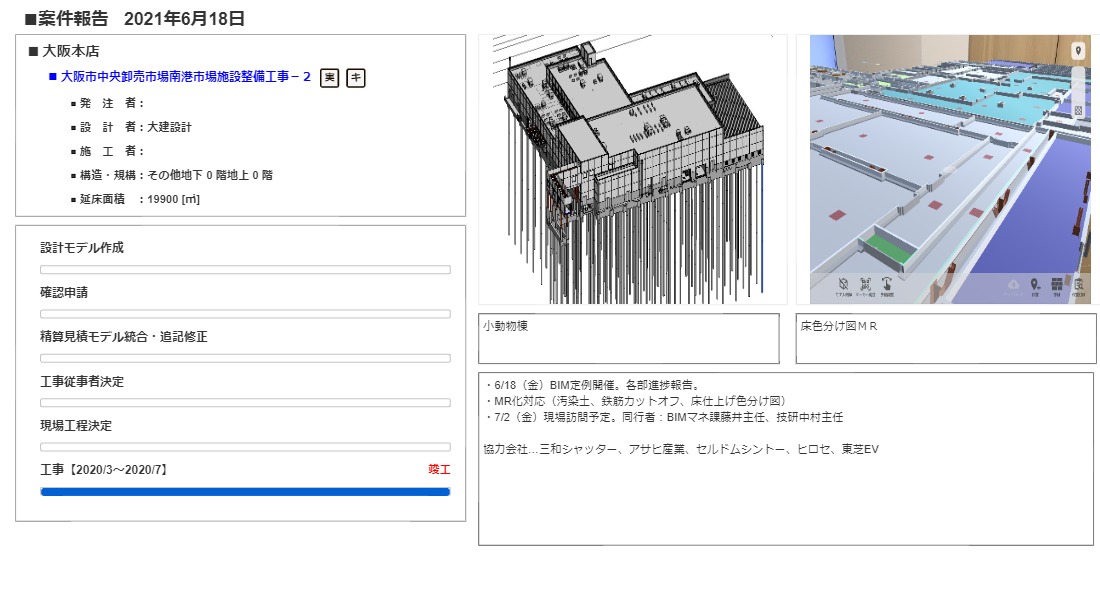 ■案件報告 2021年6月18日
■ 大阪本店
■ 大阪市中央卸売市場南港市場施設整備工事－２ 実 キ
■ 発 注 者：
■ 設 計 者：大建設計
■ 施 工 者：
■ 構造・規構：その他地下 0 階地上 0 階
■ 延床面積 ：19900 [㎡]
設計モデル作成
確認申請
積算見積モデル統合・追記修正
工事従事者決定
現場工程決定
工事【2020/3～2020/7】 竣工
小動物棟
床色分け図ＭＲ
・6/18（金）BIM定例開催。各部進捗報告。
・MR化対応（汚染土、鉄筋カットオフ、床仕上げ色分け図）
・7/2（金）現場訪問予定。同行者：BIMマネ課藤井主任、技研中村主任
協力会社…三和シャッター、アサヒ産業、セルドムシントー、ヒロセ、東芝EV